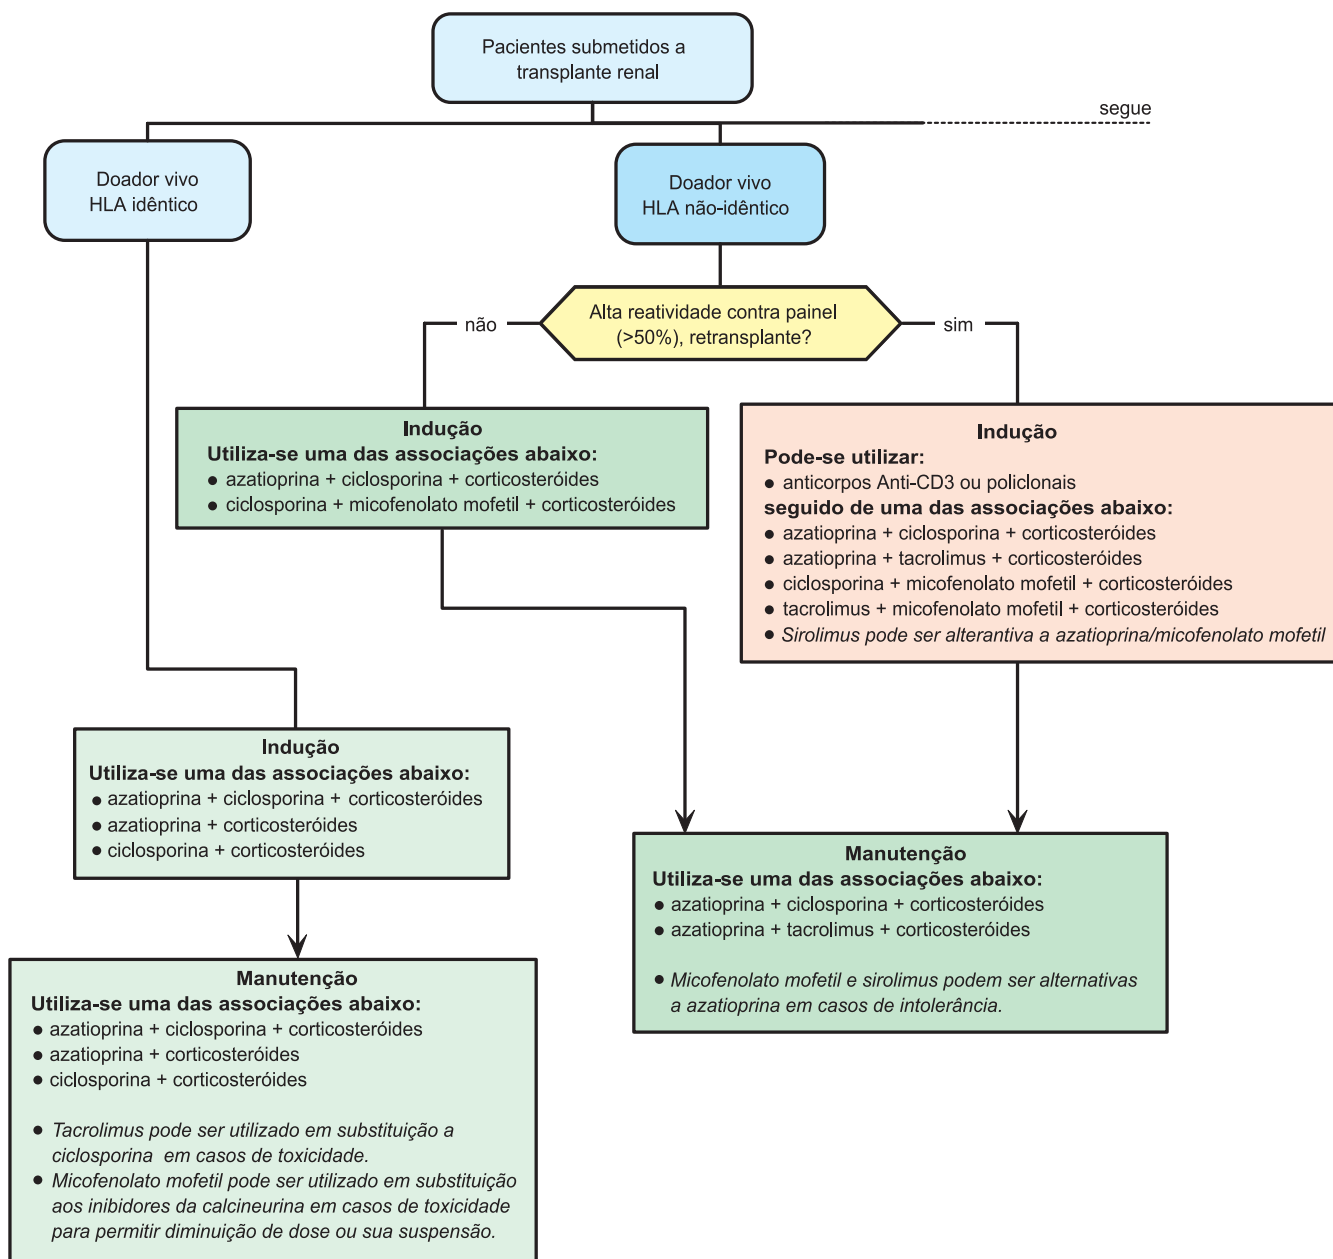 Pacientes submetidos a
transplante renal
segue
Doador vivo
HLA idêntico
Doador vivo
HLA não-idêntico
Alta reatividade contra painel
(>50%), retransplante?
não
sim
Indução
Utiliza-se uma das associações abaixo:
● azatioprina + ciclosporina + corticosteróides
● ciclosporina + micofenolato mofetil + corticosteróides
Indução
Pode-se utilizar:
● anticorpos Anti-CD3 ou policlonais
seguido de uma das associações abaixo:
● azatioprina + ciclosporina + corticosteróides
● azatioprina + tacrolimus + corticosteróides
● ciclosporina + micofenolato mofetil + corticosteróides
● tacrolimus + micofenolato mofetil + corticosteróides
● Sirolimus pode ser alterantiva a azatioprina/micofenolato mofetil
Indução
Utiliza-se uma das associações abaixo:
● azatioprina + ciclosporina + corticosteróides
● azatioprina + corticosteróides
● ciclosporina + corticosteróides
Manutenção
Utiliza-se uma das associações abaixo:
● azatioprina + ciclosporina + corticosteróides
● azatioprina + tacrolimus + corticosteróides
● Micofenolato mofetil e sirolimus podem ser alternativas
a azatioprina em casos de intolerância.
Manutenção
Utiliza-se uma das associações abaixo:
● azatioprina + ciclosporina + corticosteróides
● azatioprina + corticosteróides
● ciclosporina + corticosteróides
● Tacrolimus pode ser utilizado em substituição a
ciclosporina em casos de toxicidade.
● Micofenolato mofetil pode ser utilizado em substituição
aos inibidores da calcineurina em casos de toxicidade
para permitir diminuição de dose ou sua suspensão.